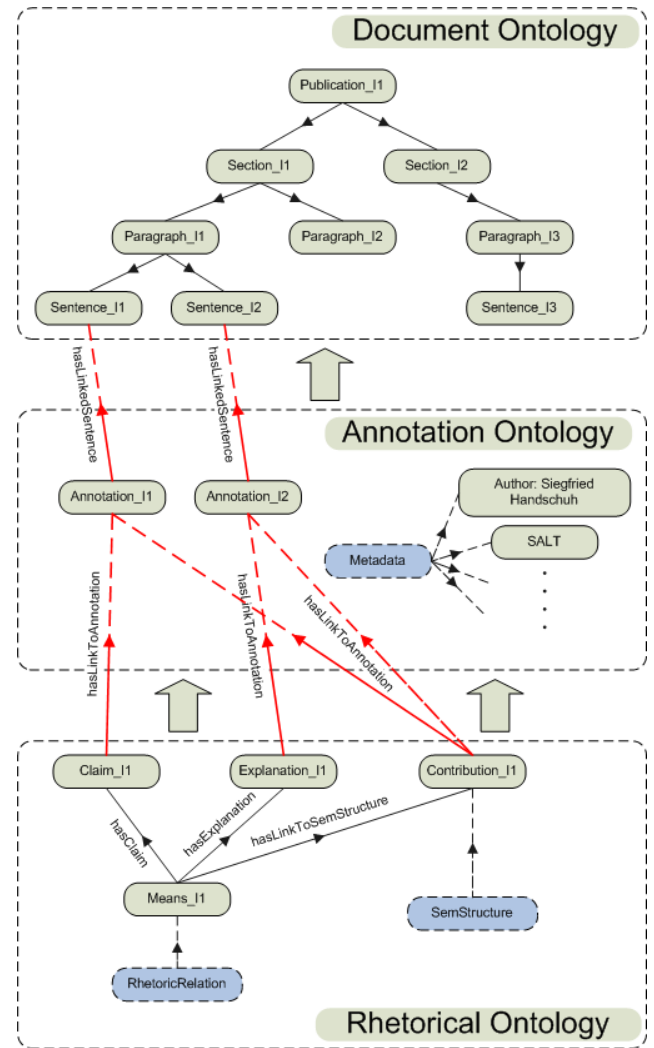 Document Ontology
Publication_I1
Section_I1
Section_I2
Paragraph_I1
Paragraph_I2
Paragraph_I3
Sentence_I1
Sentence_I2
Sentence_I3
hasLinkedSentence
hasLinkedSentence
Annotation Ontology
Annotation_I1
Annotation_I2
Author: Siegfried
Handschuh
SALT
Metadata
hasLinkToAnnotation
hasLinkToAnnotation
hasLinkToAnnotation
Claim_I1
Explanation_I1
Contribution_I1
hasClaim
hasExplanation
hasLinkToSemStructure
Means_I1
SemStructure
RhetoricRelation
Rhetorical Ontology